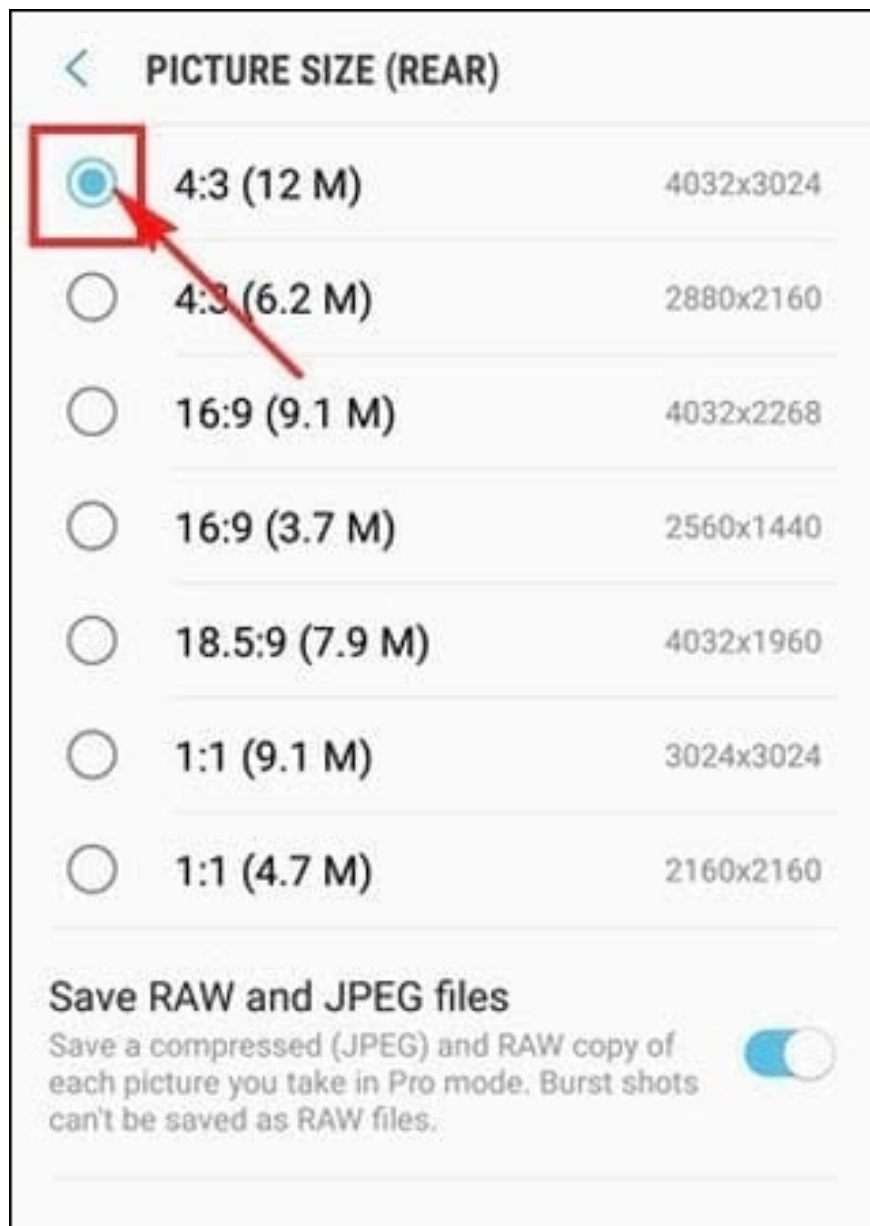 PICTURE SIZE (REAR)
4:3 (12 M) 4032x3024
4:3 (6.2 M) 2880x2160
16:9 (9.1 M) 4032x2268
16:9 (3.7 M) 2560x1440
18.5:9 (7.9 M) 4032x1960
1:1 (9.1 M) 3024x3024
1:1 (4.7 M) 2160x2160
Save RAW and JPEG files
Save a compressed (JPEG) and RAW copy of
each picture you take in Pro mode. Burst shots
can't be saved as RAW files.